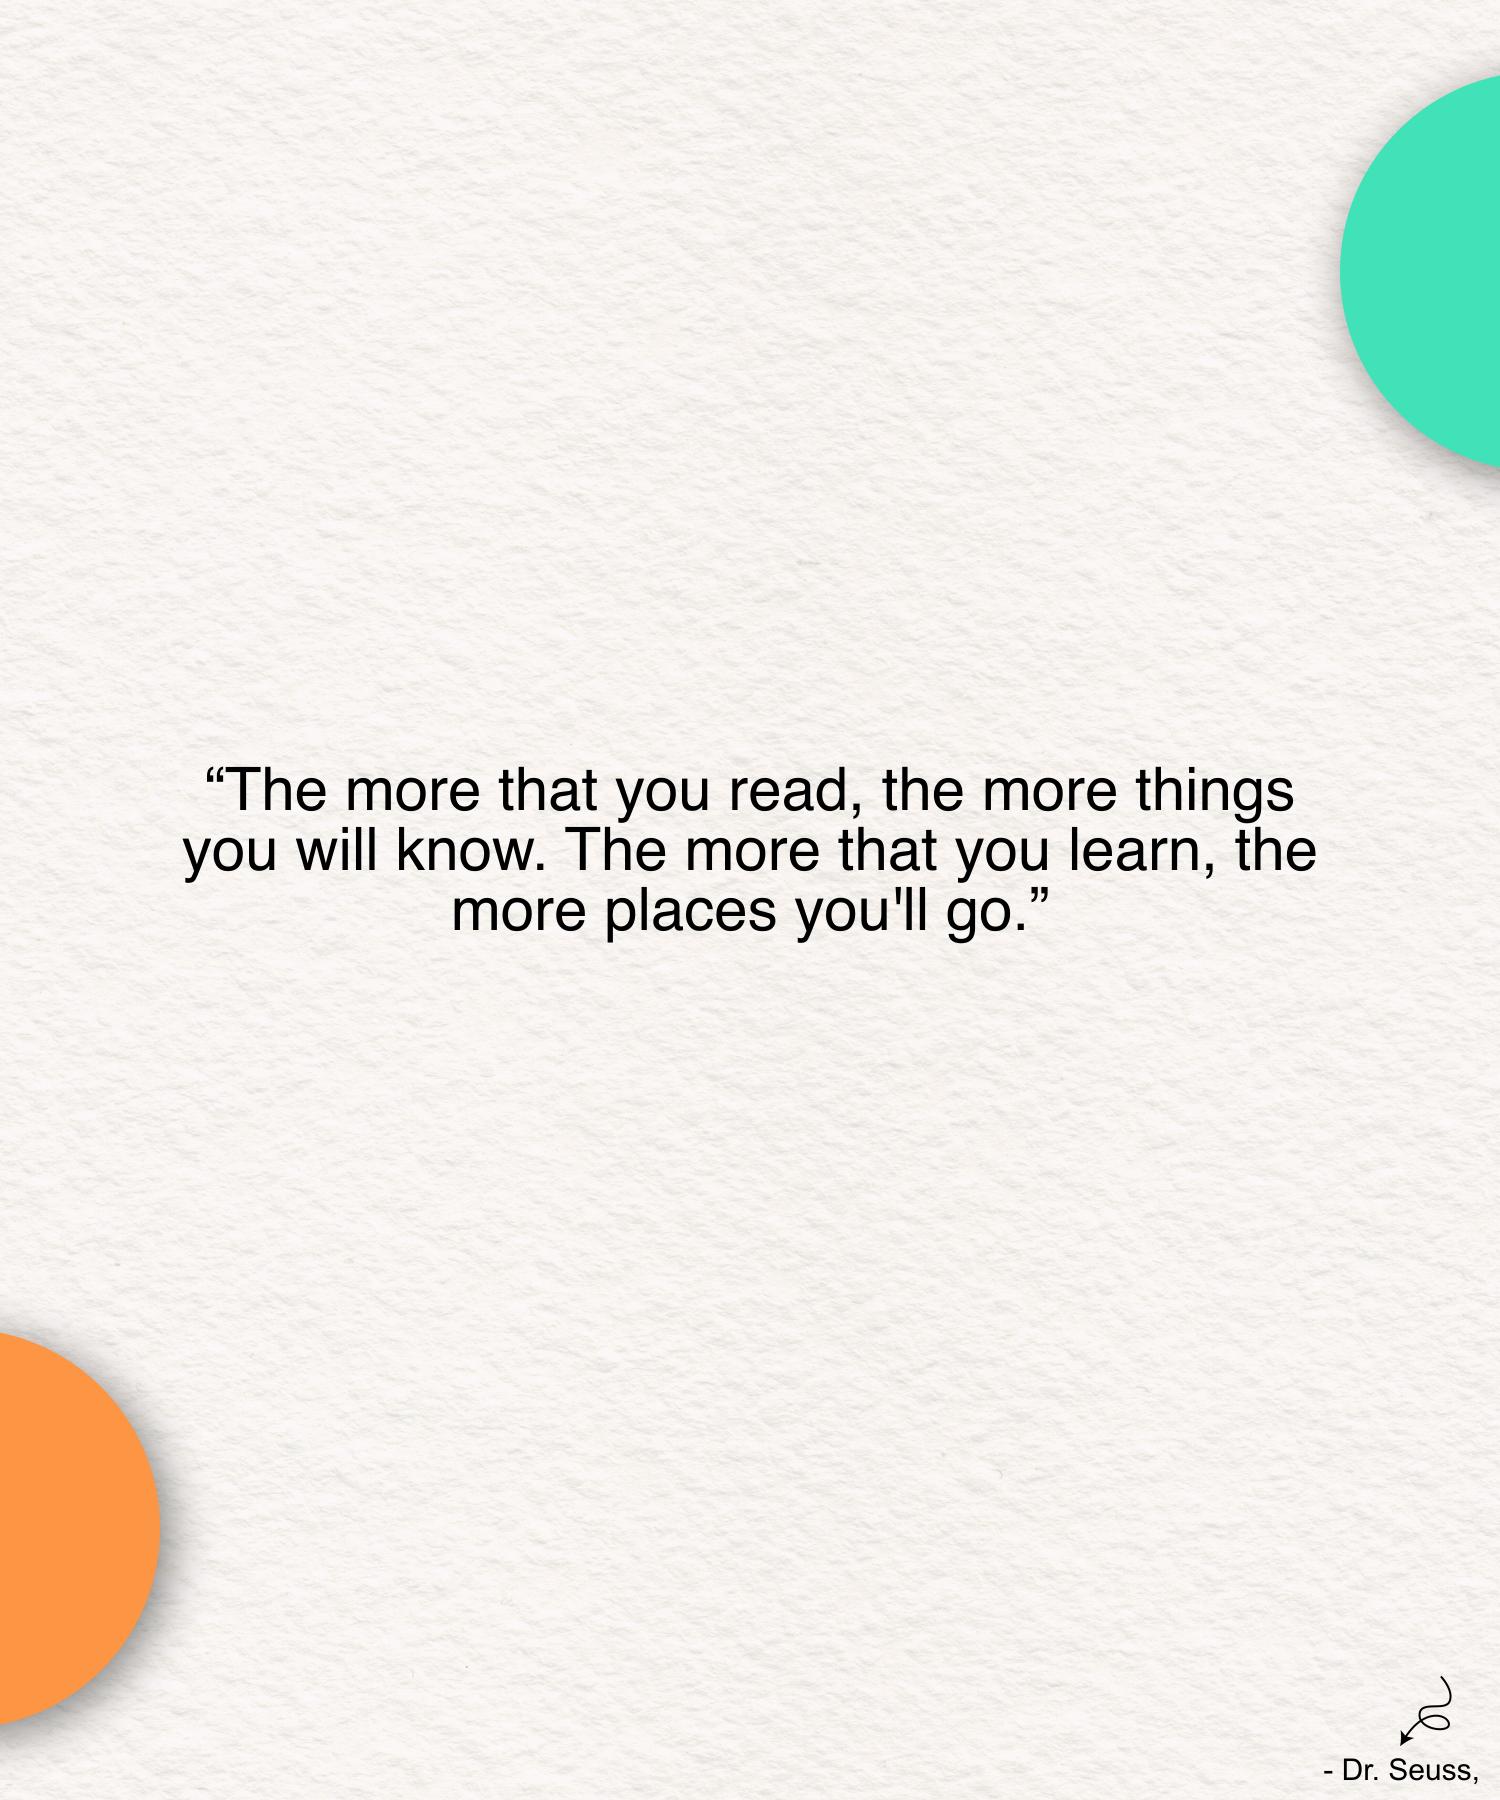 “The more that you read, the more things
you will know. The more that you learn, the
more places you'll go.”
- Dr. Seuss,